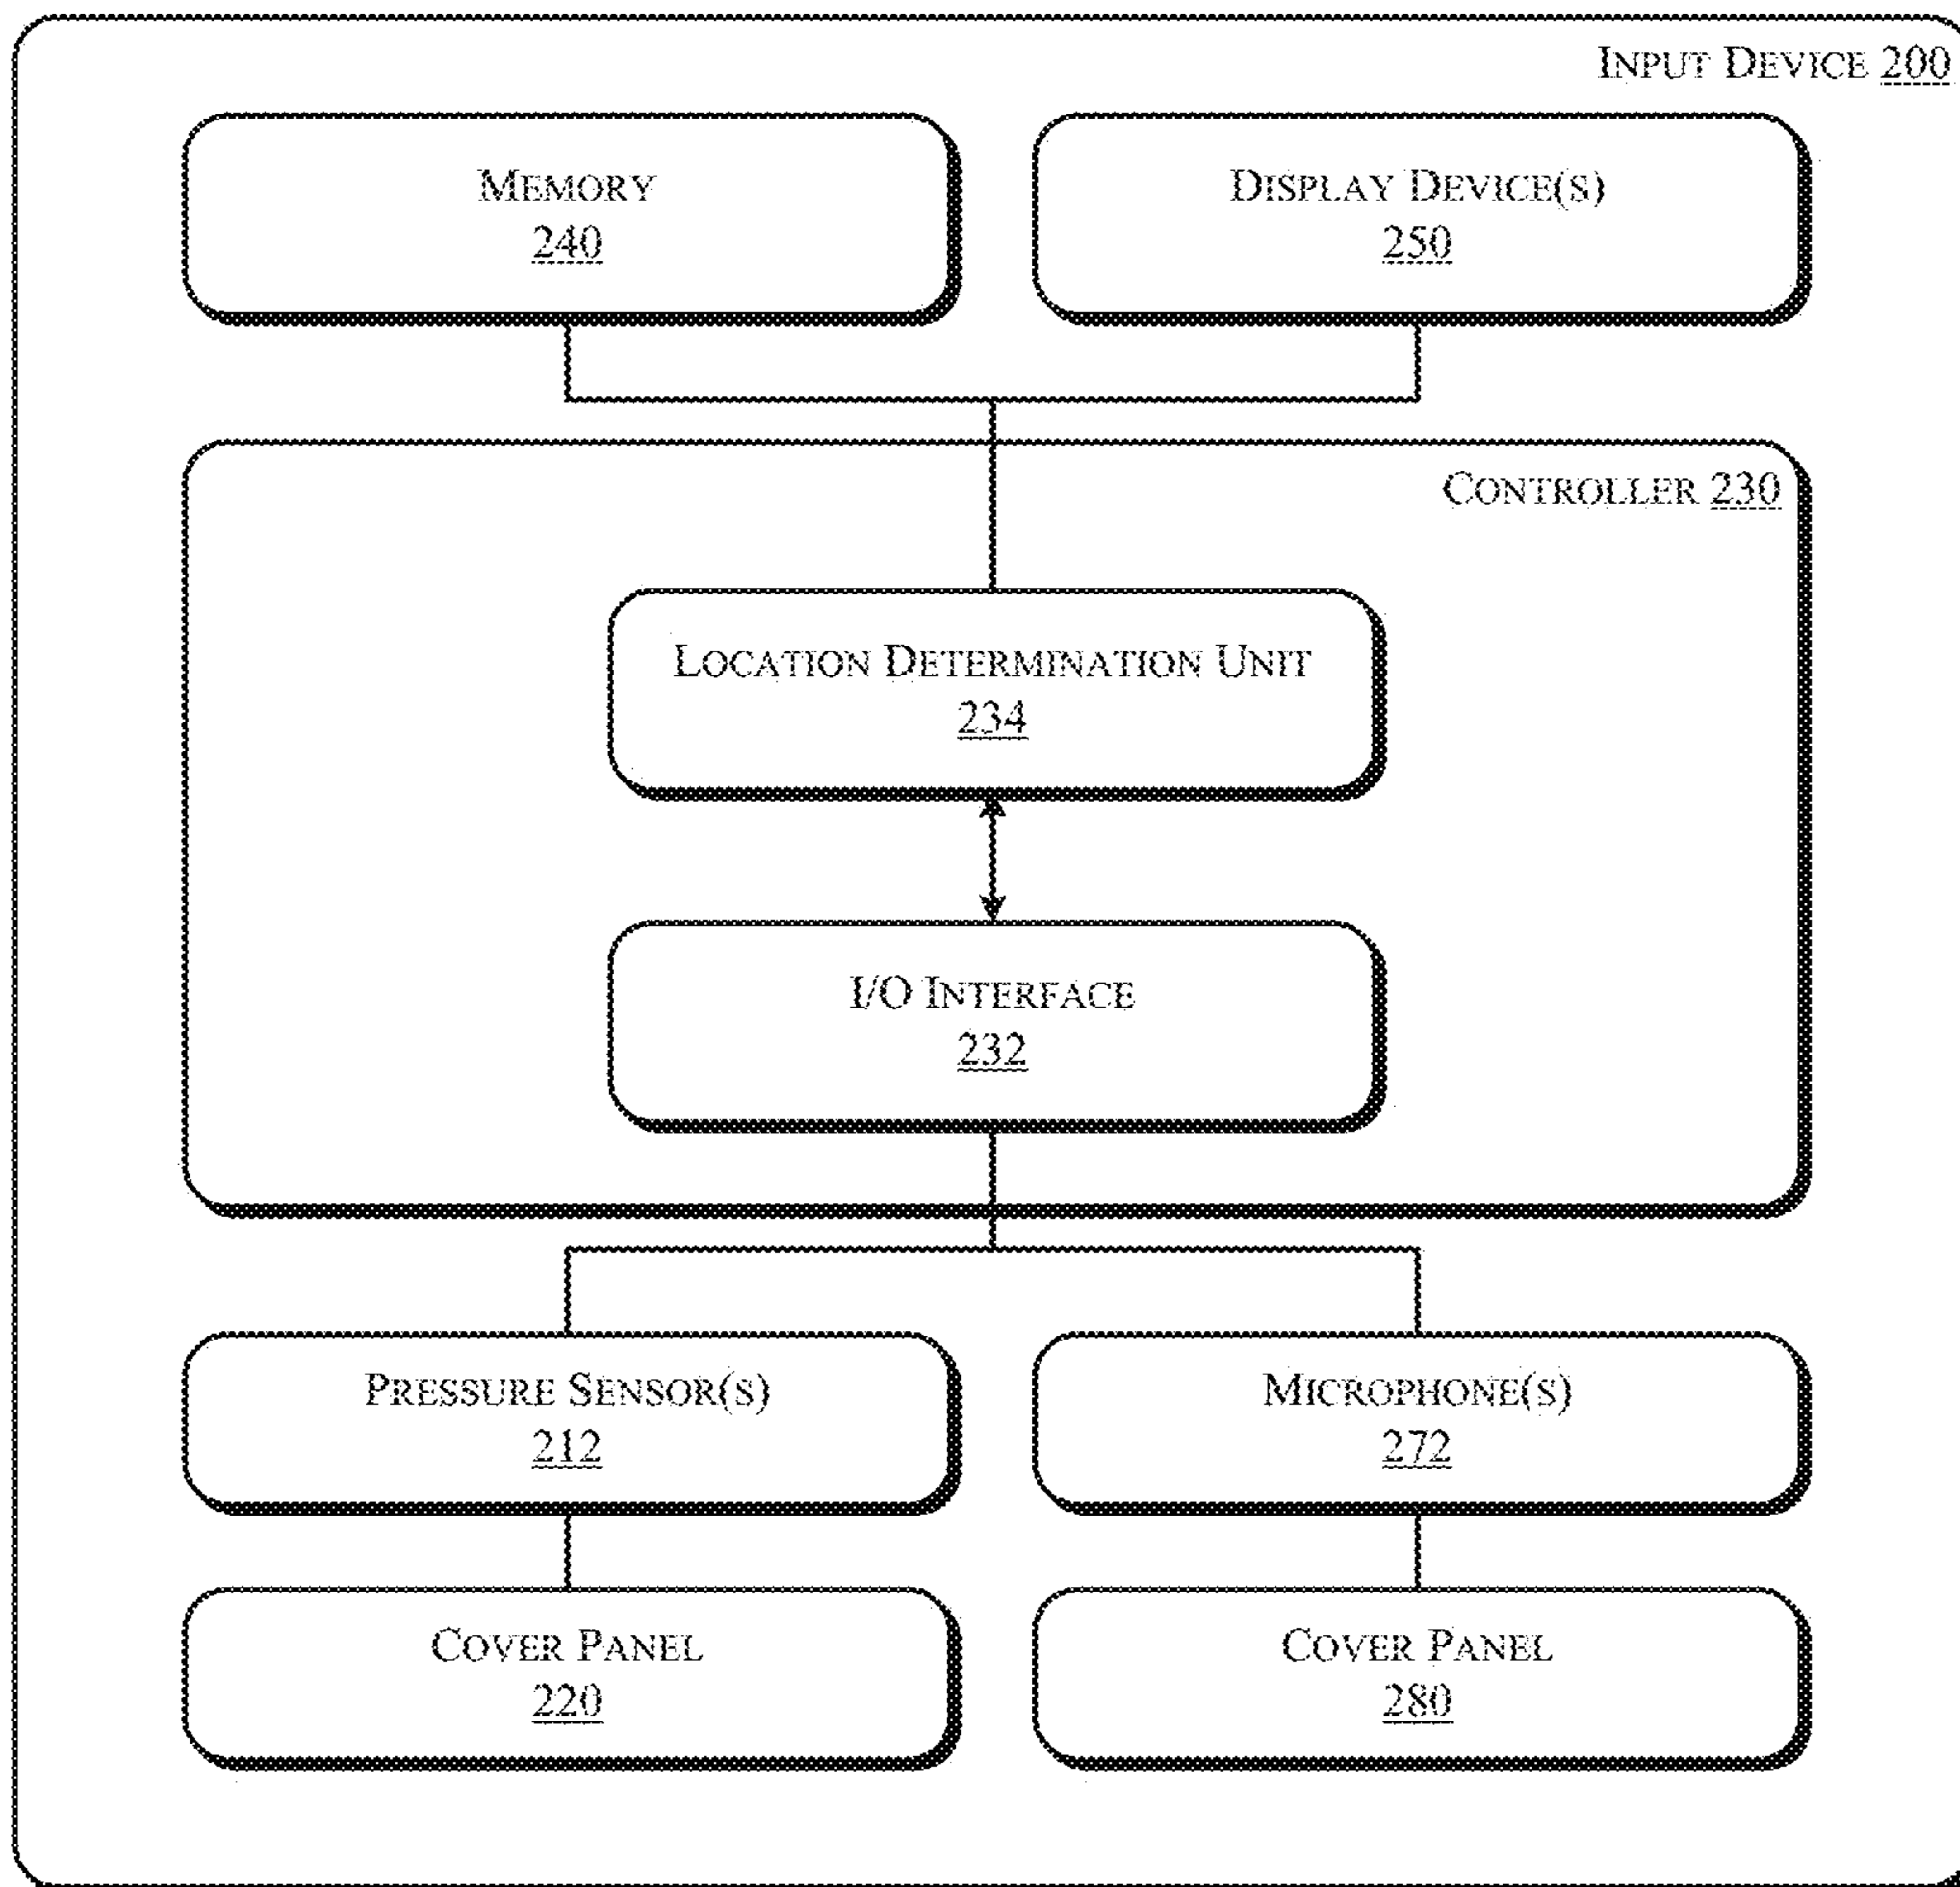 INPUT DEVICE 200
MEMORY
240
DISPLAY DEVICE(S)
250
CONTROLLER 230
LOCATION DETERMINATION UNIT
234
I/O INTERFACE
232
PRESSURE SENSOR(S)
212
MICROPHONE(S)
272
COVER PANEL
220
COVER PANEL
280